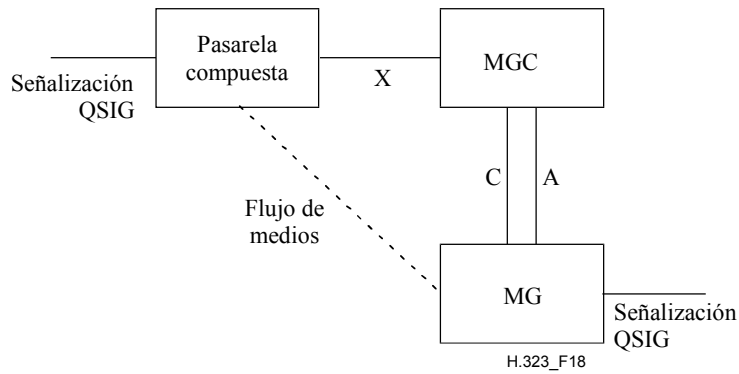 Pasarela
compuesta
MGC
Señalización
QSIG
X
C
A
Flujo de
medios
MG
Señalización
QSIG
H.323_F18